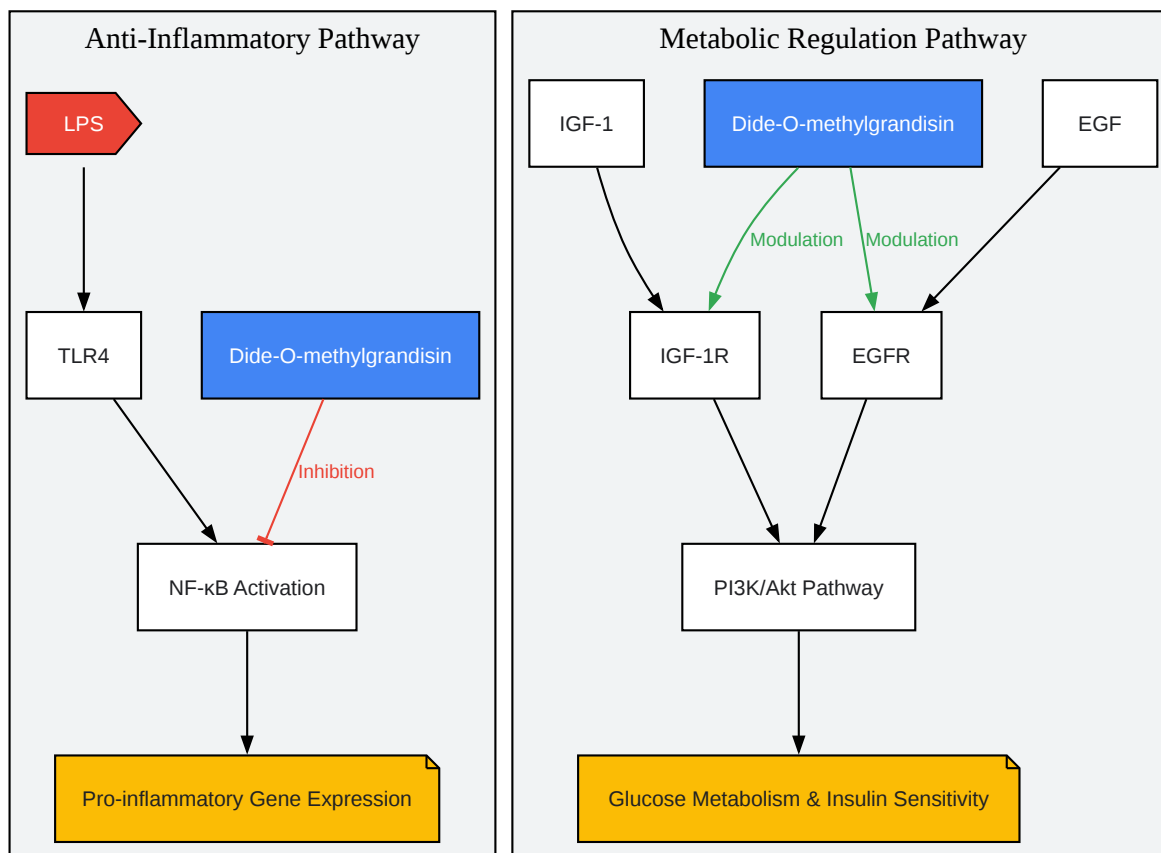 Anti-Inflammatory Pathway
LPS
TLR4
Dide-O-methylgrandisin
Inhibition
NF-κB Activation
Pro-inflammatory Gene Expression
Metabolic Regulation Pathway
IGF-1
Dide-O-methylgrandisin
EGF
Modulation
Modulation
IGF-1R
EGFR
PI3K/Akt Pathway
Glucose Metabolism & Insulin Sensitivity